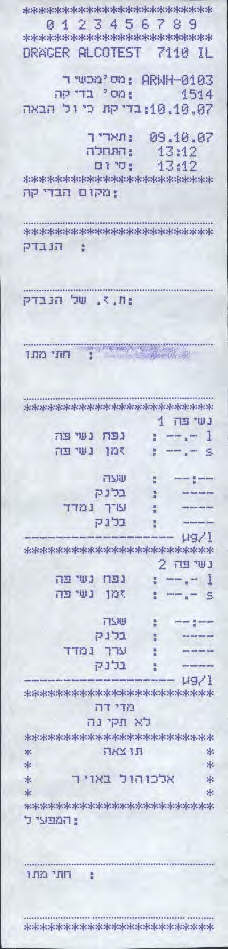 ********************
0 1 2 3 4 5 6 7 8 9
********************
DRÄGER ALCOTEST 7110 IL
מס'מכשיר: ARWH-0103
מס' בדיקה: 1514
בדיקת כיול הבאה:10.10.07
תאריך: 09.10.07
התחלה: 13:12
סיום: 13:12
********************
מקום הבדיקה:
********************
הנבדק :
ת.ז. של הנבדק:
חתימתו :
********************
נשיפה 1
נפח נשיפה : --.- l
זמן נשיפה : --.- s
שעה : --:--
בלנק : ----
ערך נמדד : ----
בלנק : ----
-------------------- µg/l
********************
נשיפה 2
נפח נשיפה : --.- l
זמן נשיפה : --.- s
שעה : --:--
בלנק : ----
ערך נמדד : ----
בלנק : ----
-------------------- µg/l
********************
מדידה
לא תקינה
********************
* תוצאה *
* *
* אלכוהול באויר *
* *
********************
המפעיל:
חתימתו :
********************